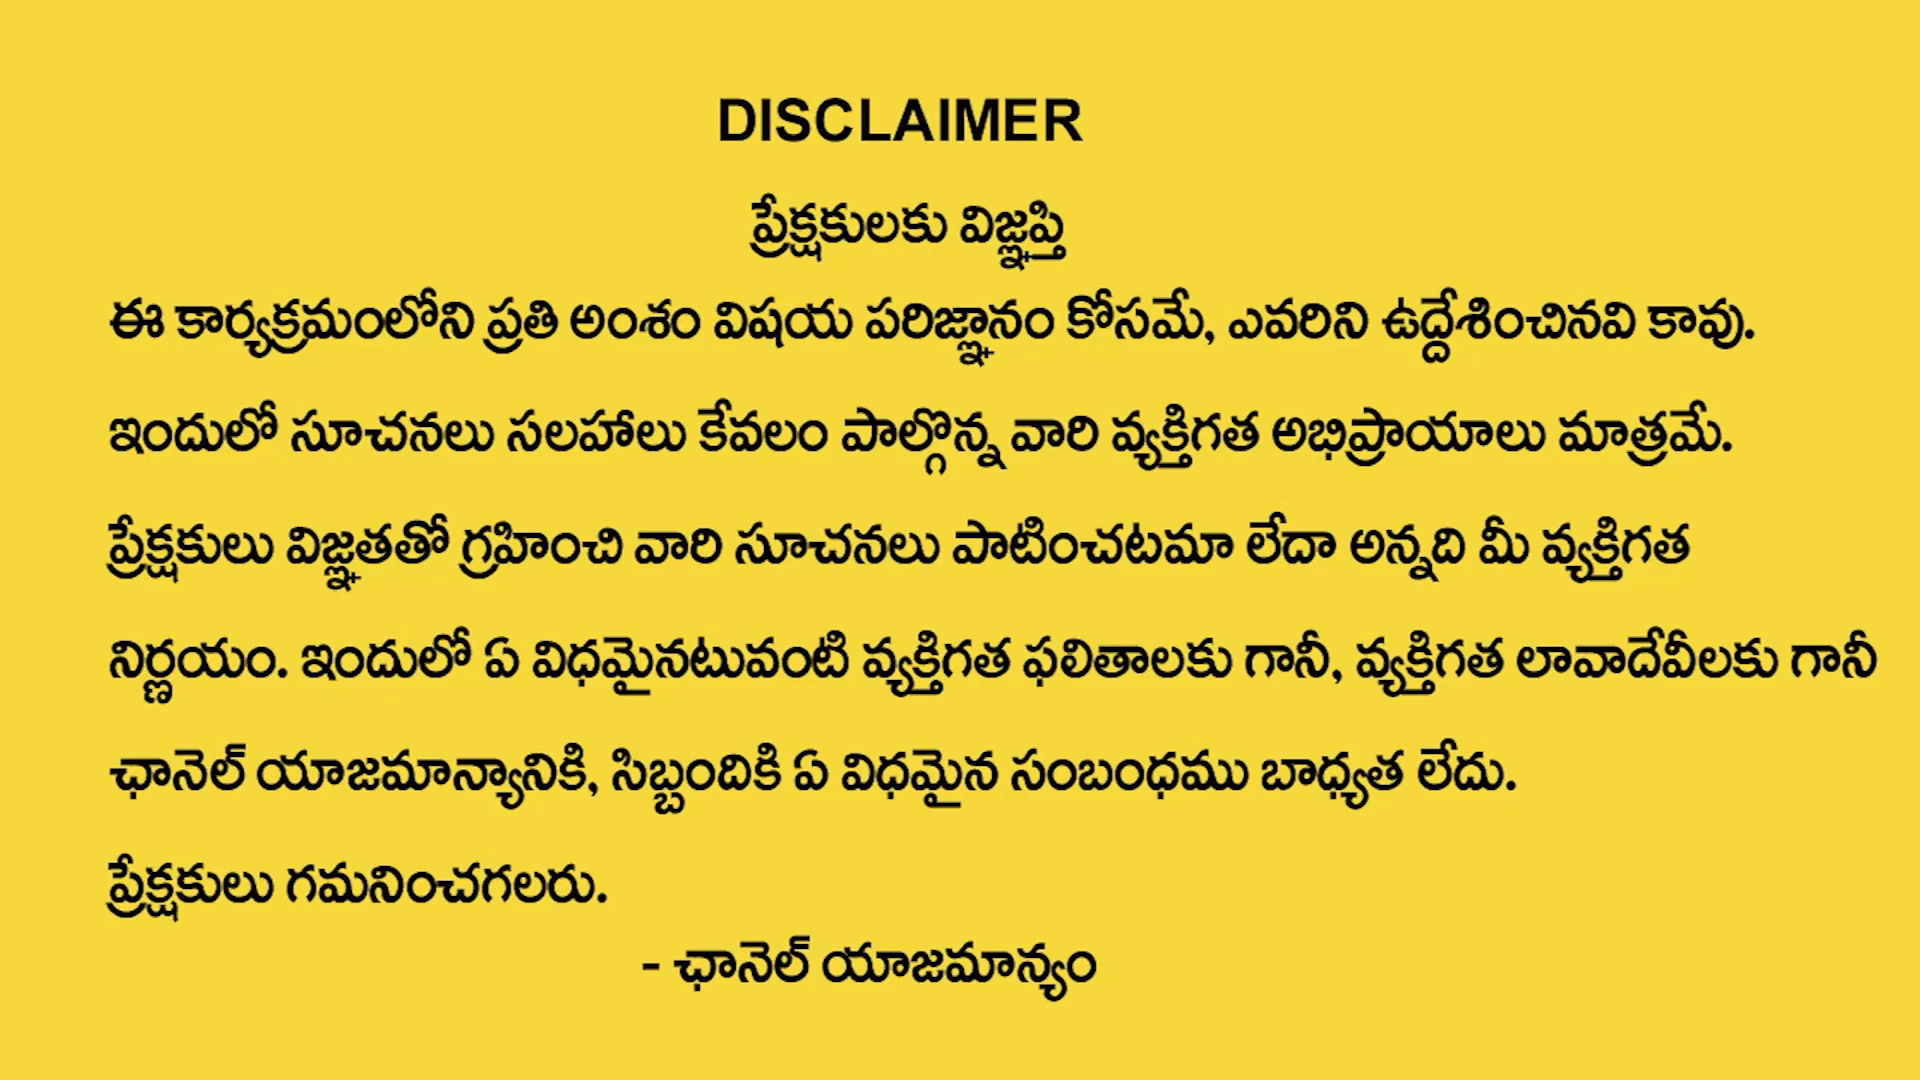 DISCLAIMER
ప్రేక్షకులకు విజ్ఞప్తి
ఈ కార్యక్రమంలోని ప్రతి అంశం విషయ పరిజ్ఞానం కోసమే, ఎవరిని ఉద్దేశించినవి కావు.
ఇందులో సూచనలు సలహాలు కేవలం పాల్గొన్న వారి వ్యక్తిగత అభిప్రాయాలు మాత్రమే.
ప్రేక్షకులు విజ్ఞతతో గ్రహించి వారి సూచనలు పాటించటమా లేదా అన్నది మీ వ్యక్తిగత
నిర్ణయం. ఇందులో ఏ విధమైనటువంటి వ్యక్తిగత ఫలితాలకు గానీ, వ్యక్తిగత లావాదేవీలకు గానీ
ఛానెల్ యాజమాన్యానికి, సిబ్బందికి ఏ విధమైన సంబంధము బాధ్యత లేదు.
ప్రేక్షకులు గమనించగలరు.
- ఛానెల్ యాజమాన్యం